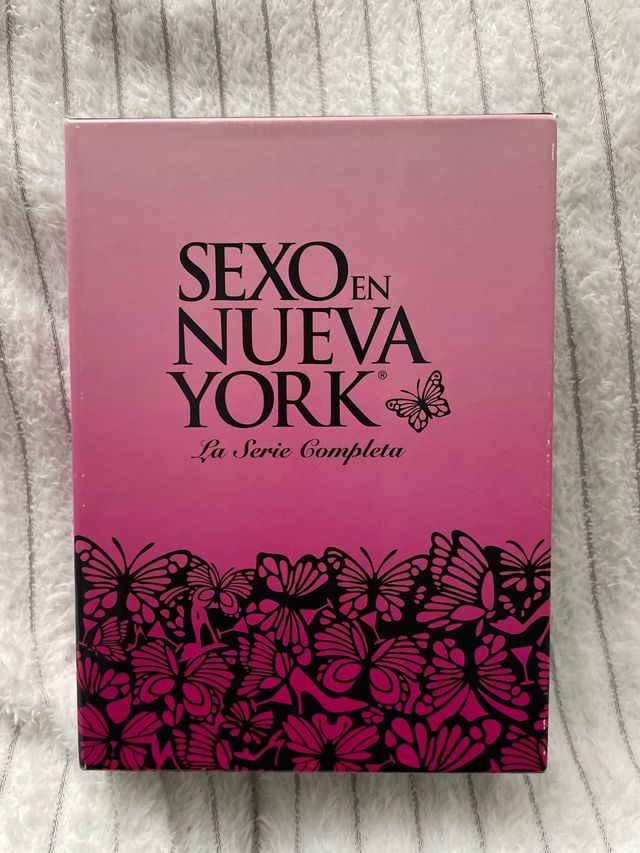 SEXO EN
NUEVA
YORK®
La Serie Completa